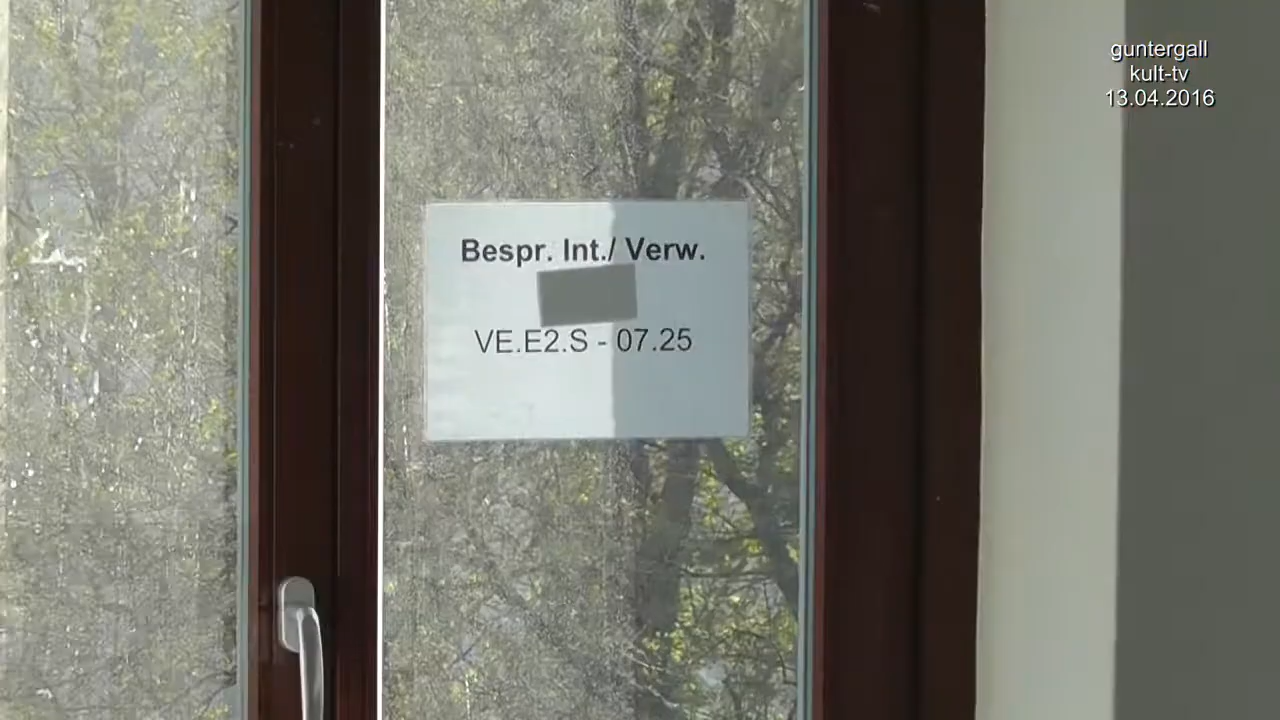 guntergall
kult-tv
13.04.2016
Bespr. Int./ Verw.
VE.E2.S - 07.25